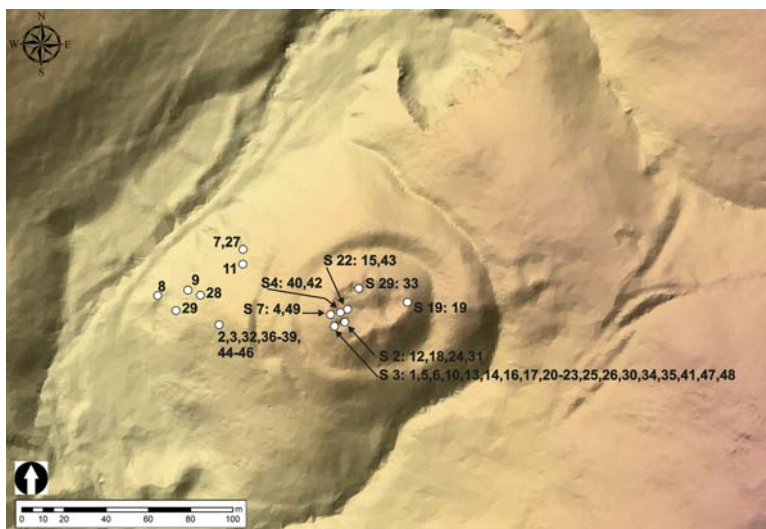 N
W E
S
7,27
11
8
9
28
29
2,3,32,36-39,
44-46
S 22: 15,43
S4: 40,42
S 29: 33
S 7: 4,49
S 19: 19
S 2: 12,18,24,31
S 3: 1,5,6,10,13,14,16,17,20-23,25,26,30,34,35,41,47,48
0 10 20 40 60 80 100
m